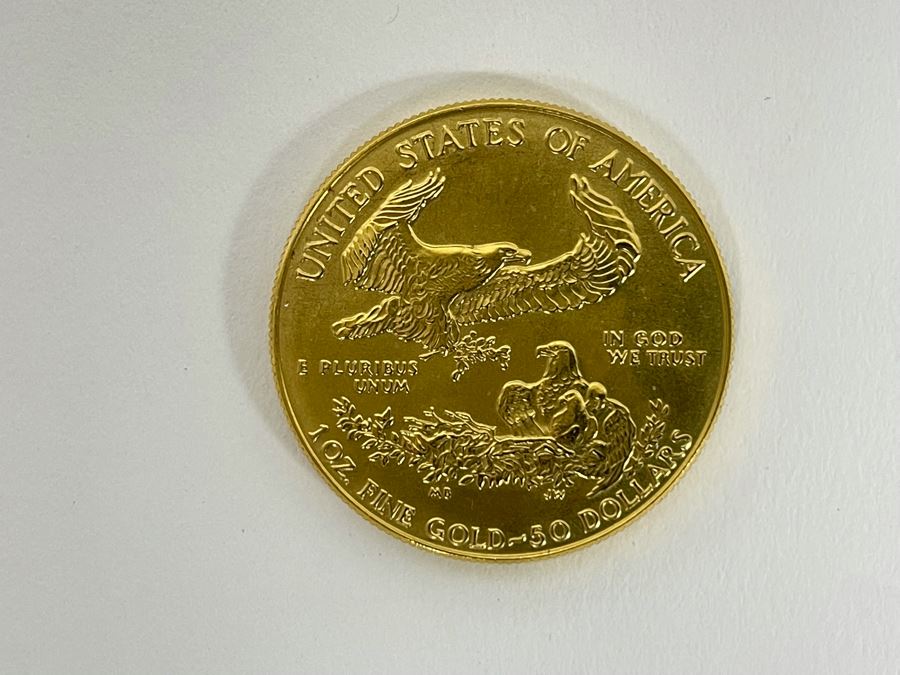 UNITED STATES OF AMERICA
IN GOD
WE TRUST
E PLURIBUS
UNUM
MB JW
1 OZ. FINE GOLD~50 DOLLARS